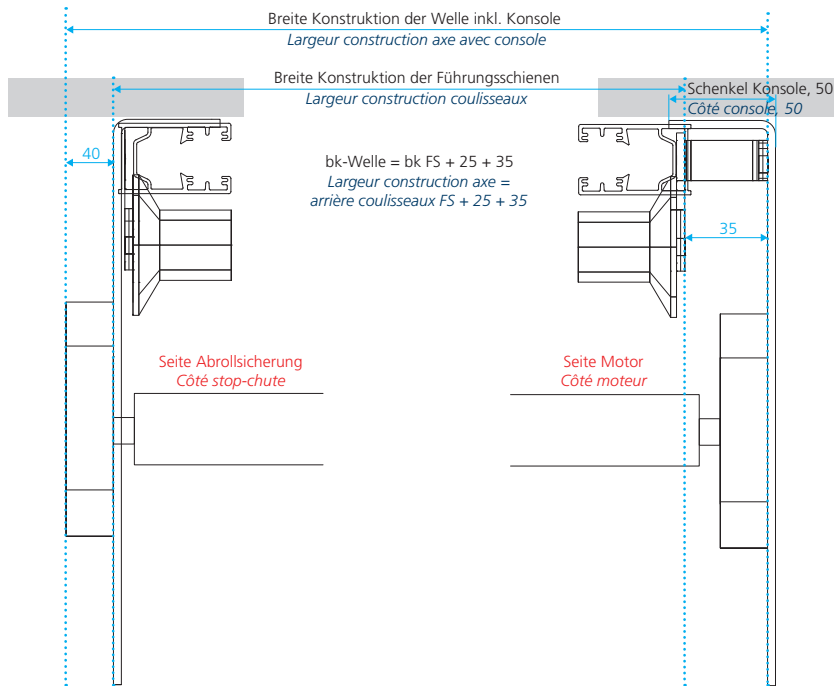 Breite Konstruktion der Welle inkl. Konsole
Largeur construction axe avec console
Breite Konstruktion der Führungsschienen
Largeur construction coulisseaux
Schenkel Konsole, 50
Côté console, 50
40
bk-Welle = bk FS + 25 + 35
Largeur construction axe =
arrière coulisseaux FS + 25 + 35
35
Seite Abrollsicherung
Côté stop-chute
Seite Motor
Côté moteur